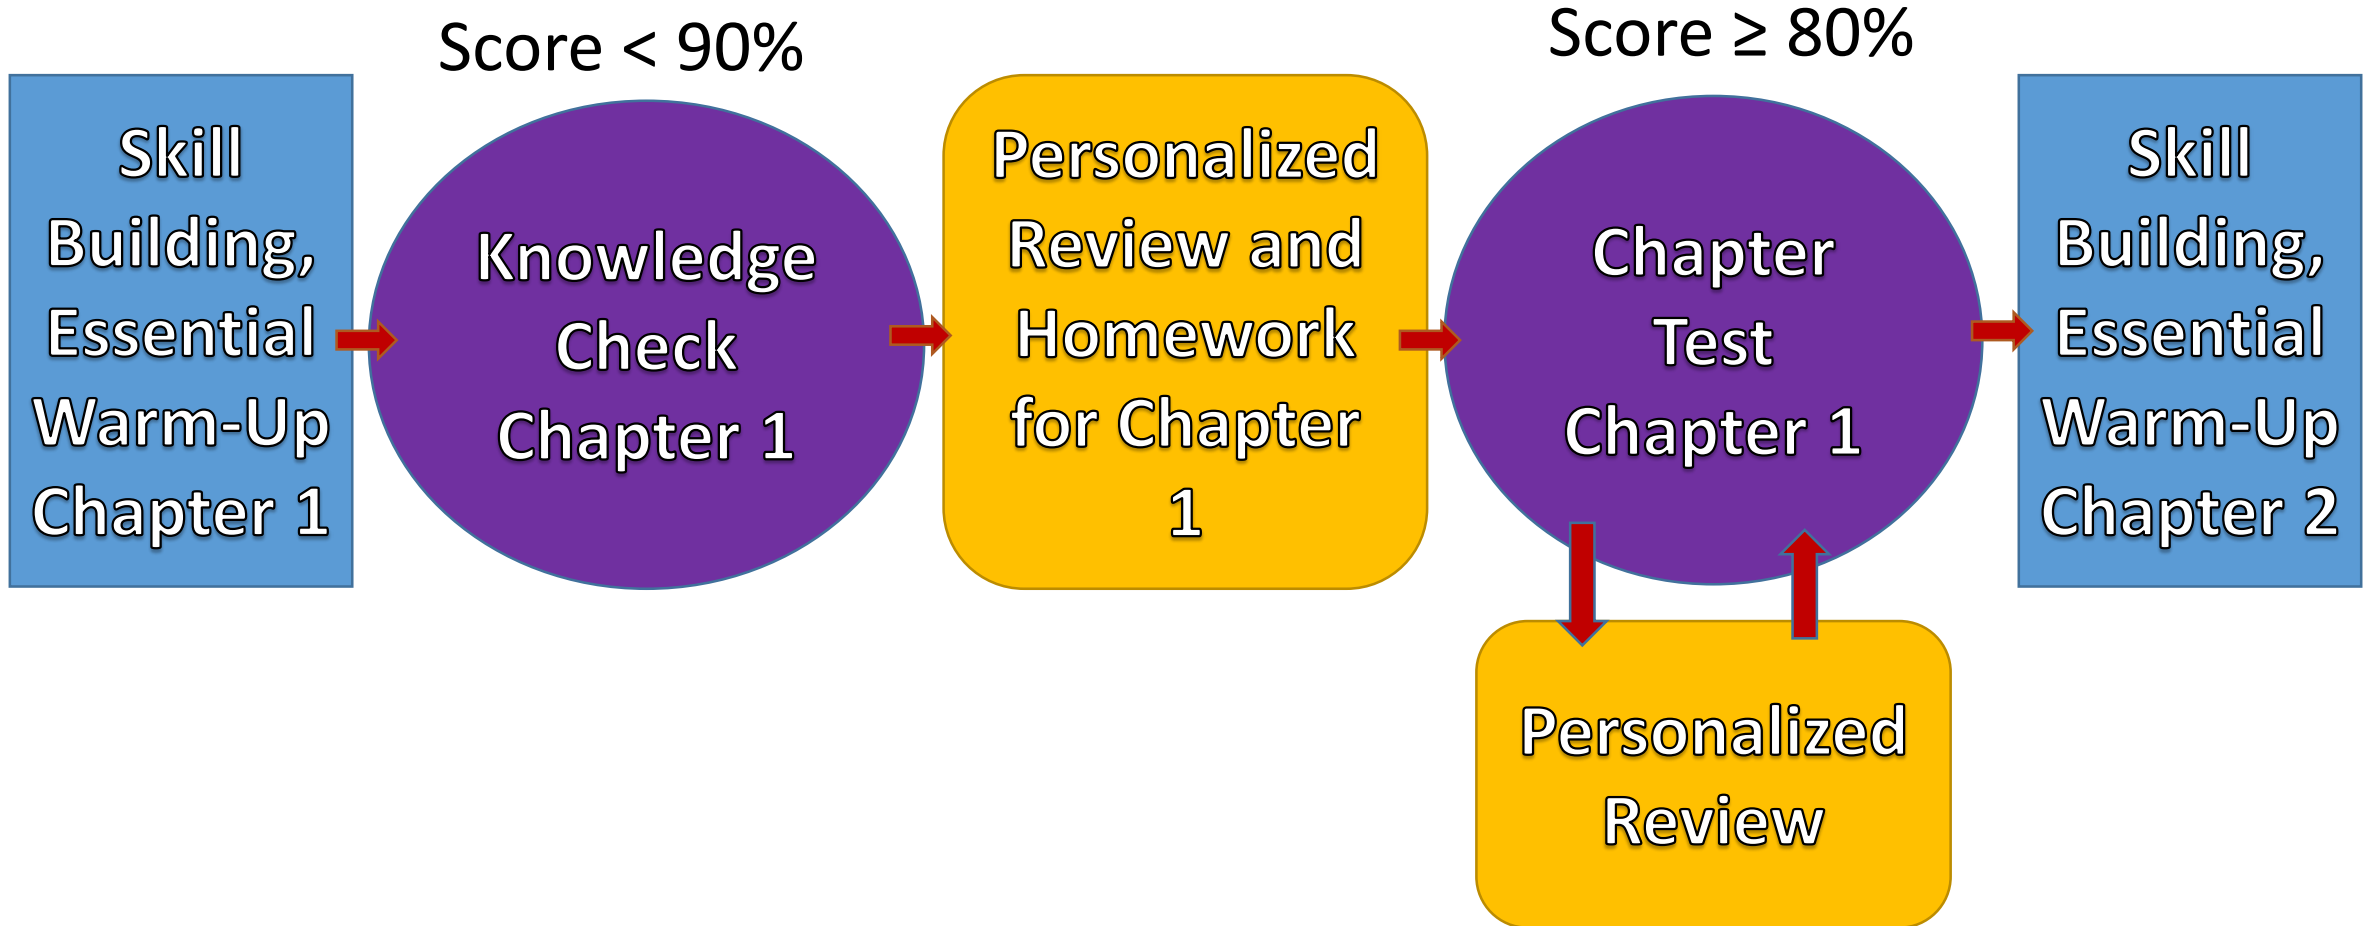 Score < 90%
Score ≥ 80%
Skill
Building,
Essential
Warm-Up
Chapter 1
Knowledge
Check
Chapter 1
Personalized
Review and
Homework
for Chapter
1
Chapter
Test
Chapter 1
Skill
Building,
Essential
Warm-Up
Chapter 2
Personalized
Review